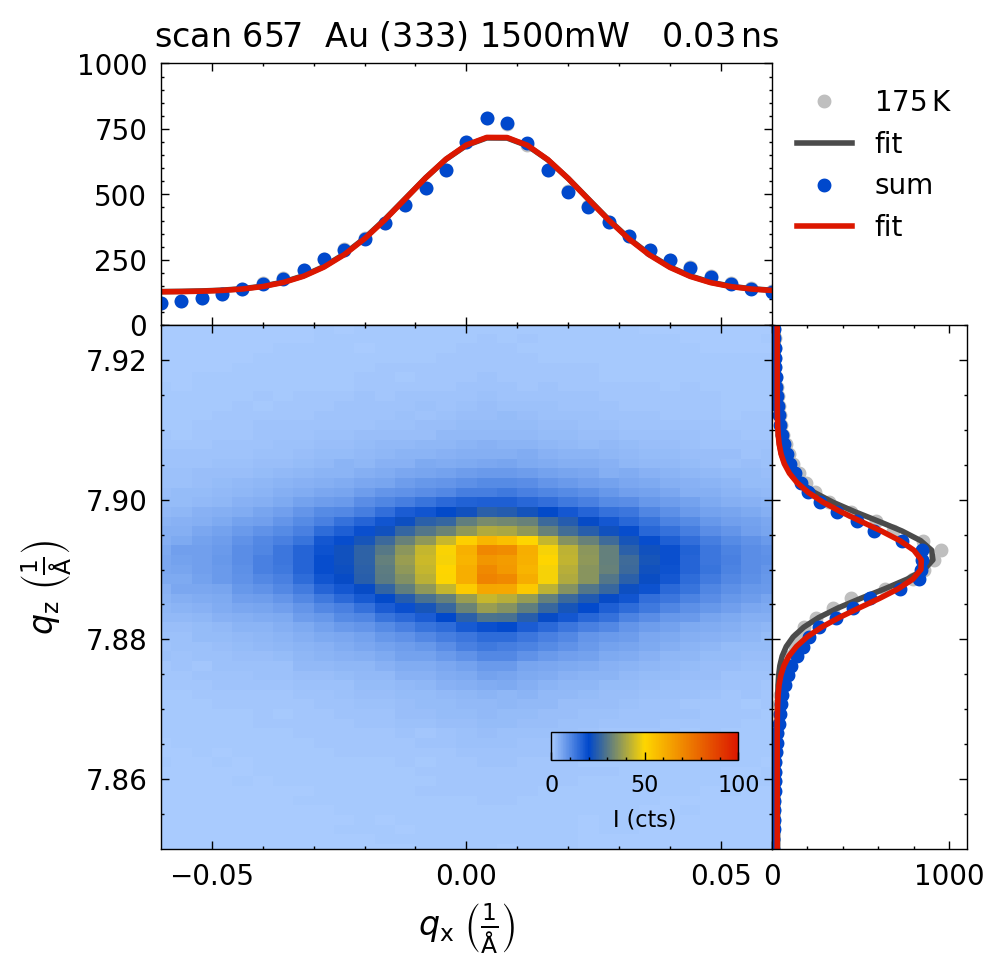 scan 657  Au (333) 1500mW   0.03 ns
1000
750
500
250
0
175 K
fit
sum
fit
7.92
7.90
7.88
7.86
q_z (1/Å)
0 50 100
I (cts)
−0.05 0.00 0.05 0 1000
q_x (1/Å)